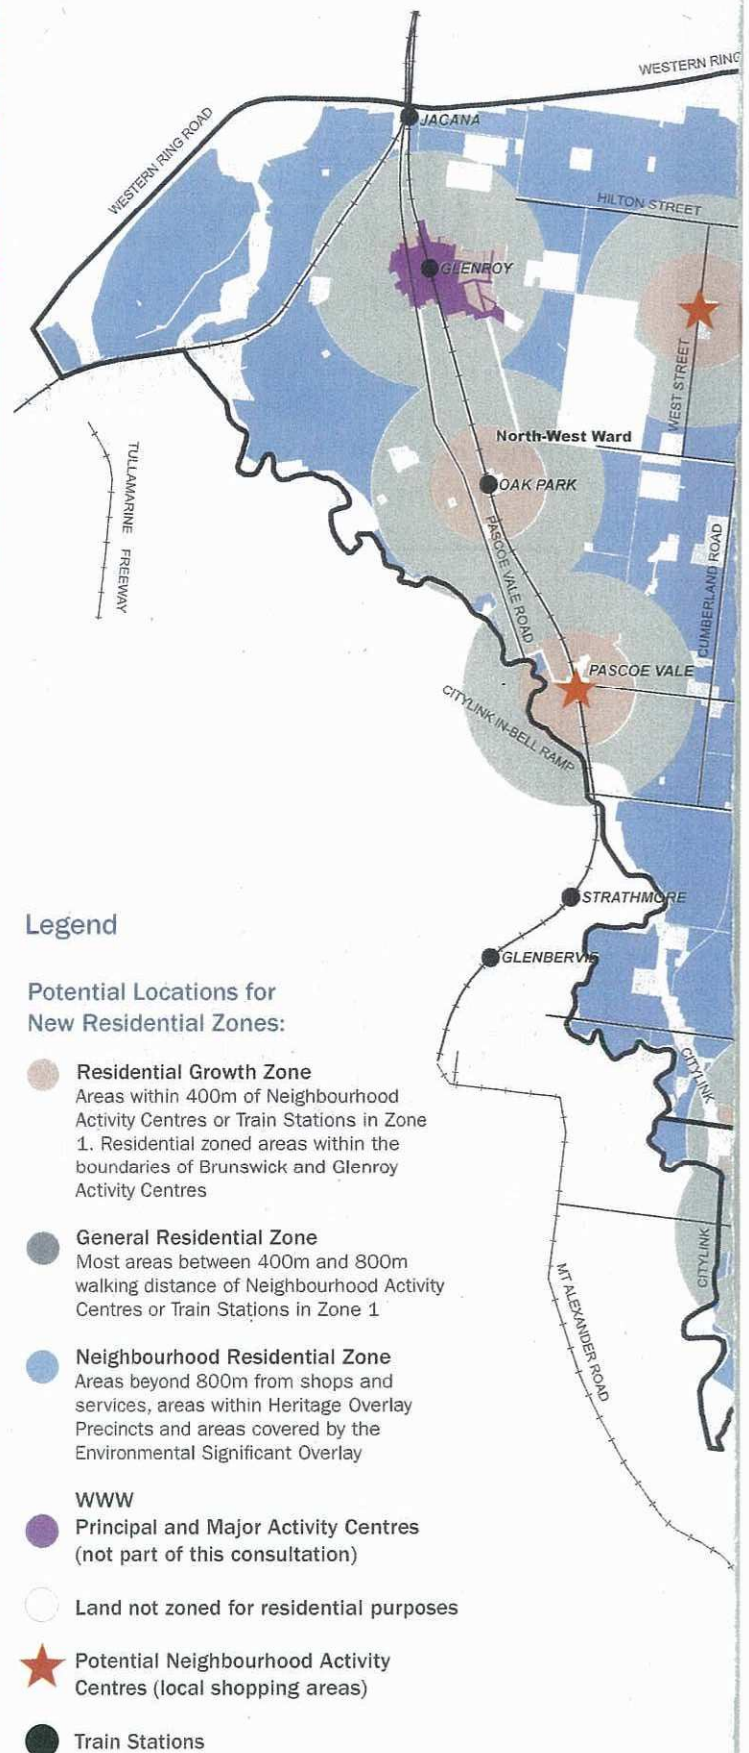 WESTERN RING
JACANA
WESTERN RING ROAD
HILTON STREET
GLENROY
WEST STREET
North-West Ward
OAK PARK
TULLAMARINE FREEWAY
PASCOE VALE ROAD
CUMBERLAND ROAD
PASCOE VALE
CITYLINK IN-BELL RAMP
STRATHMORE
GLENBERVIE
CITYLINK
CITYLINK
MT ALEXANDER ROAD
Legend
Potential Locations for
New Residential Zones:
Residential Growth Zone
Areas within 400m of Neighbourhood
Activity Centres or Train Stations in Zone
1. Residential zoned areas within the
boundaries of Brunswick and Glenroy
Activity Centres
General Residential Zone
Most areas between 400m and 800m
walking distance of Neighbourhood Activity
Centres or Train Stations in Zone 1
Neighbourhood Residential Zone
Areas beyond 800m from shops and
services, areas within Heritage Overlay
Precincts and areas covered by the
Environmental Significant Overlay
WWW
Principal and Major Activity Centres
(not part of this consultation)
Land not zoned for residential purposes
Potential Neighbourhood Activity
Centres (local shopping areas)
Train Stations